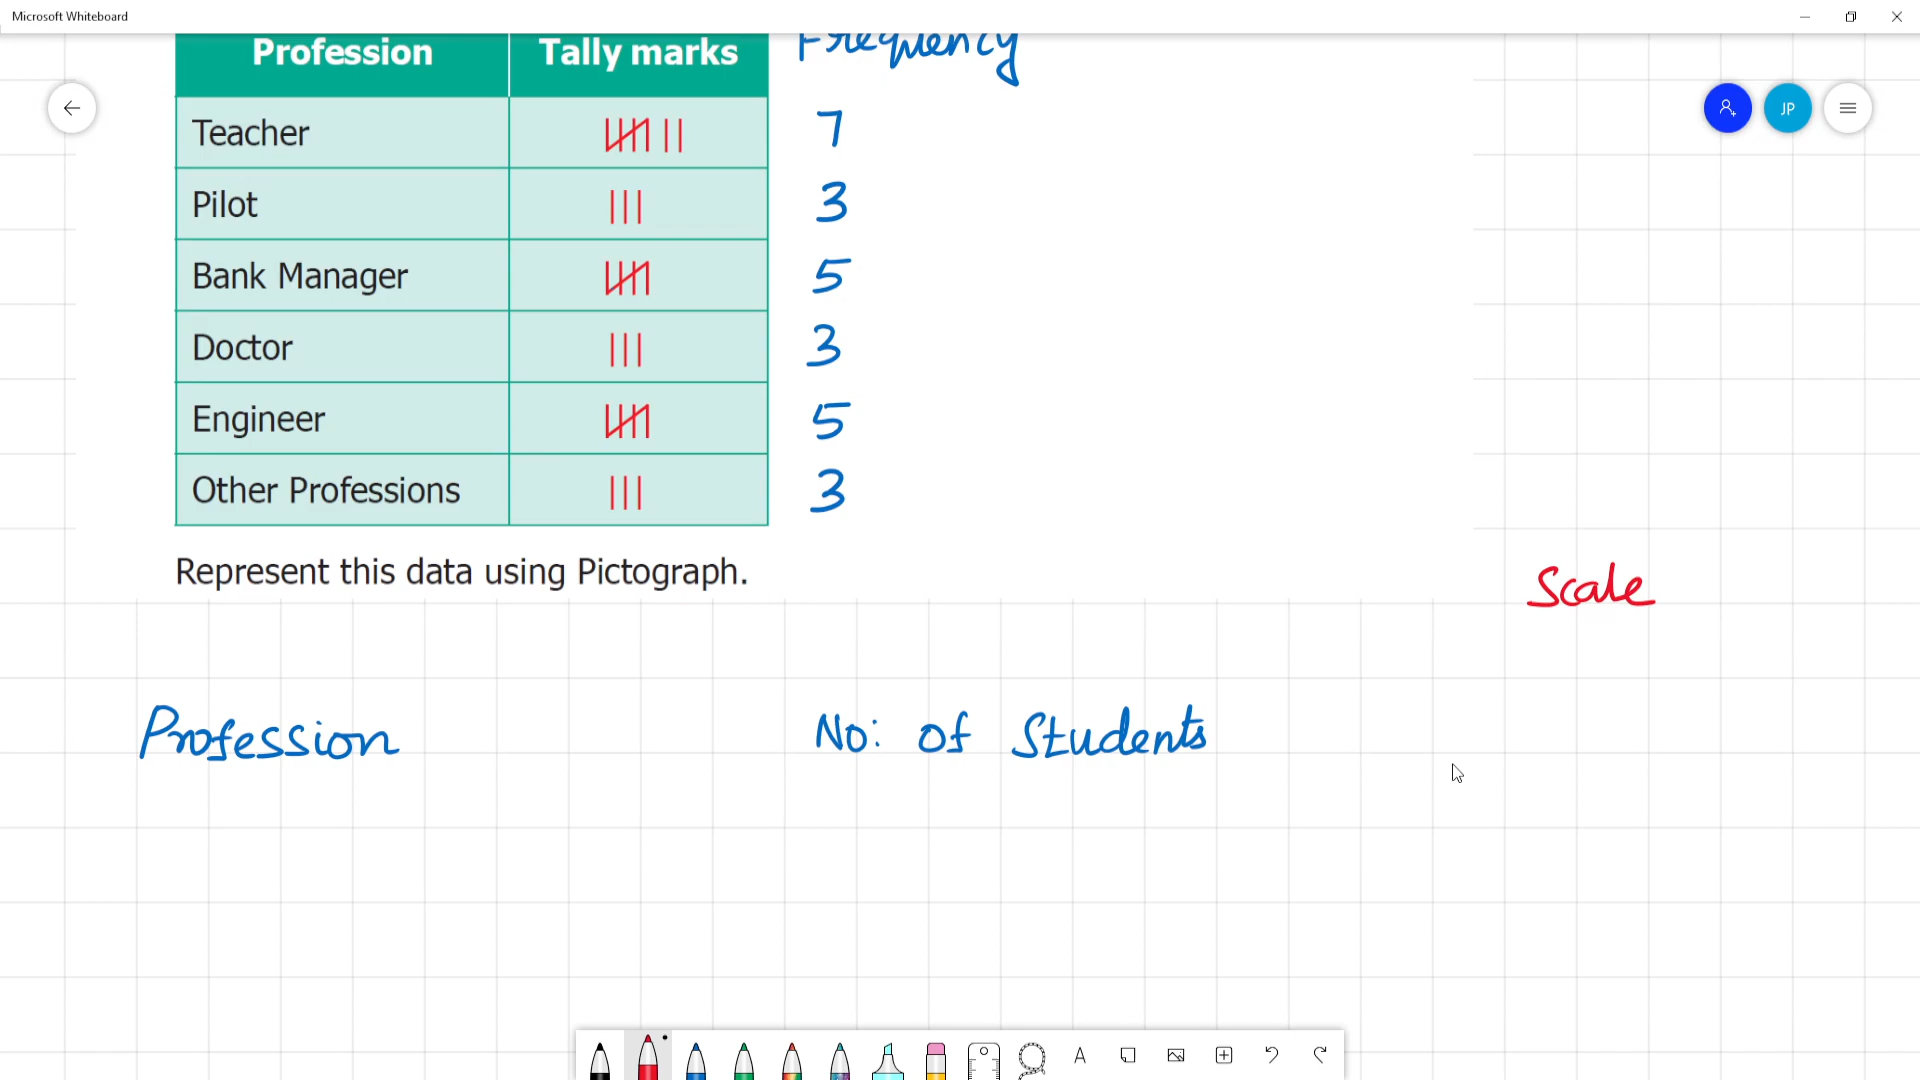 Microsoft Whiteboard
Profession Tally marks Frequency
JP
Teacher 7
Pilot 3
Bank Manager 5
Doctor 3
Engineer 5
Other Professions 3
Represent this data using Pictograph.
Scale
Profession No: of Students
A